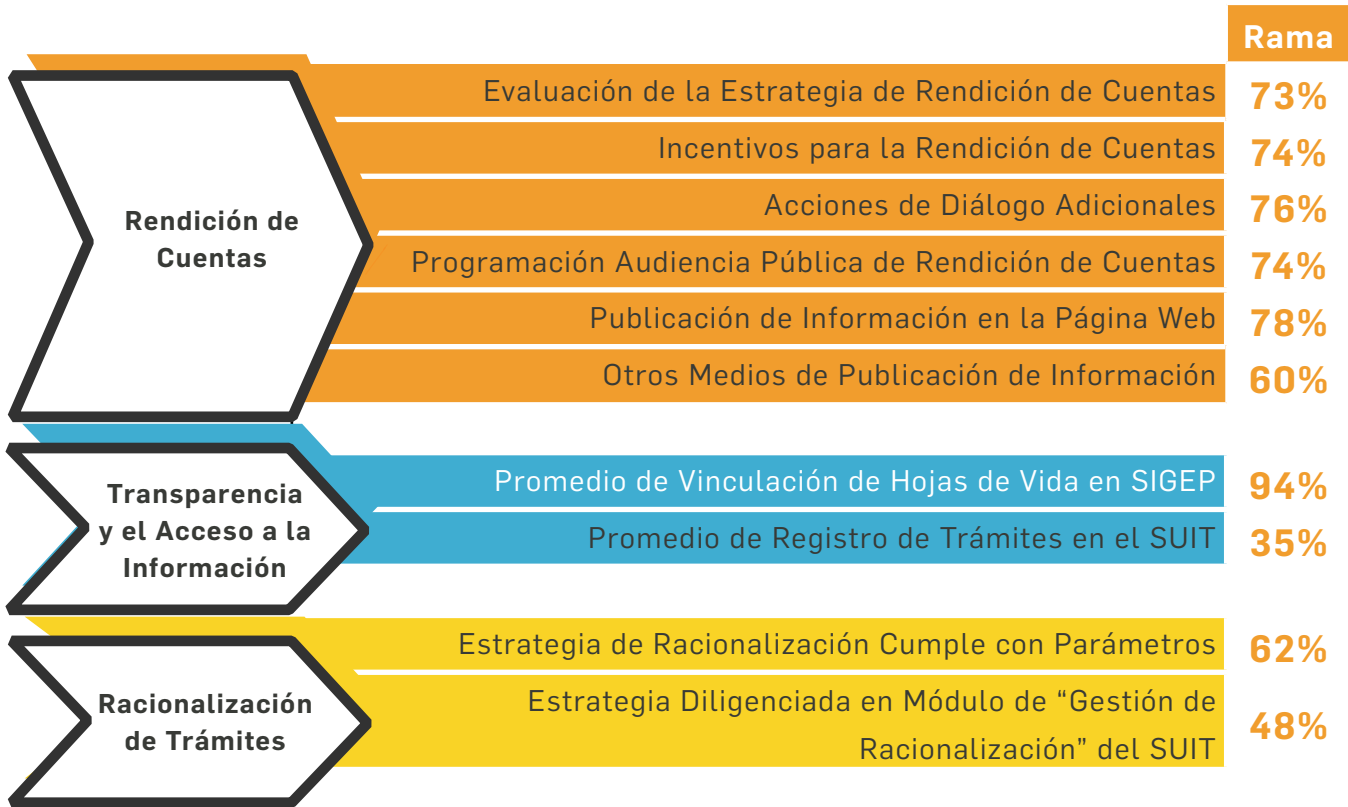 Rama
Rendición de
Cuentas
Evaluación de la Estrategia de Rendición de Cuentas 73%
Incentivos para la Rendición de Cuentas 74%
Acciones de Diálogo Adicionales 76%
Programación Audiencia Pública de Rendición de Cuentas 74%
Publicación de Información en la Página Web 78%
Otros Medios de Publicación de Información 60%
Transparencia
y el Acceso a la
Información
Promedio de Vinculación de Hojas de Vida en SIGEP 94%
Promedio de Registro de Trámites en el SUIT 35%
Racionalización
de Trámites
Estrategia de Racionalización Cumple con Parámetros 62%
Estrategia Diligenciada en Módulo de “Gestión de
Racionalización” del SUIT 48%